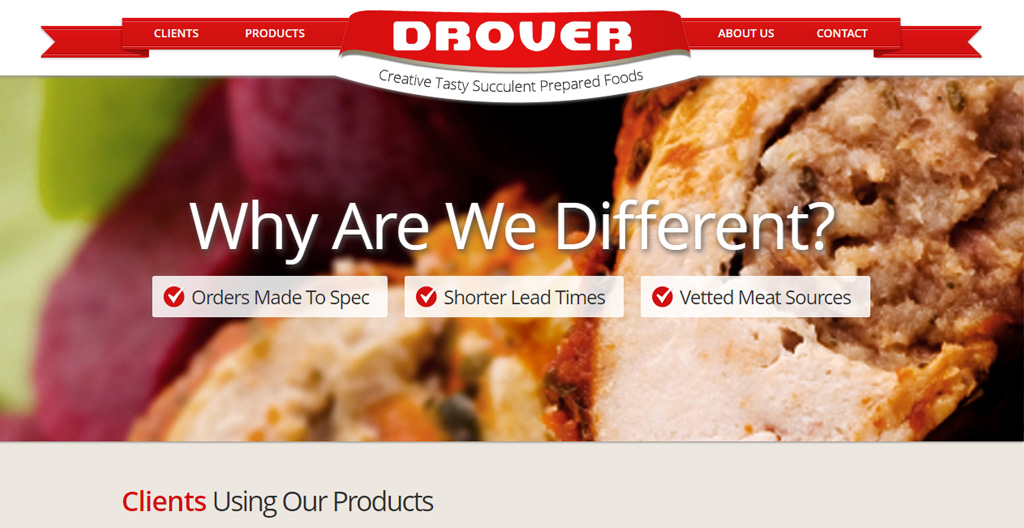 CLIENTS PRODUCTS DROVER ABOUT US CONTACT
Creative Tasty Succulent Prepared Foods
Why Are We Different?
Orders Made To Spec Shorter Lead Times Vetted Meat Sources
Clients Using Our Products